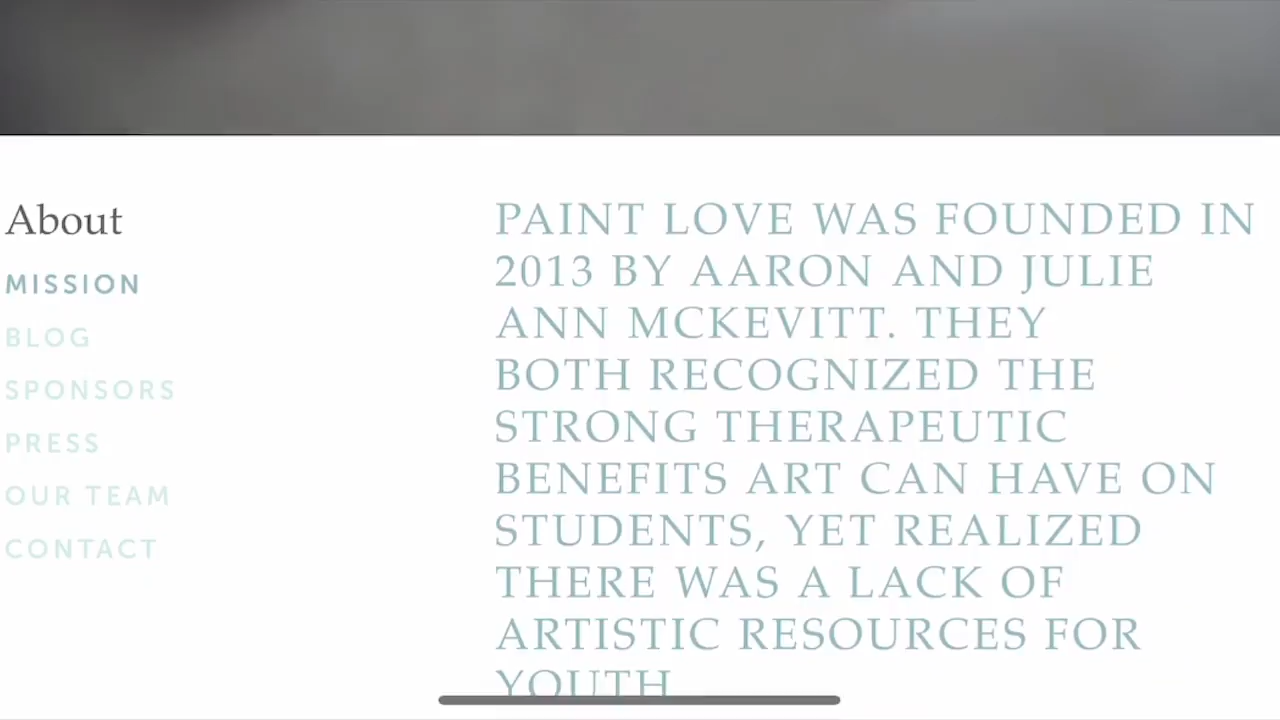 About
MISSION
BLOG
SPONSORS
PRESS
OUR TEAM
CONTACT
PAINT LOVE WAS FOUNDED IN
2013 BY AARON AND JULIE
ANN MCKEVITT. THEY
BOTH RECOGNIZED THE
STRONG THERAPEUTIC
BENEFITS ART CAN HAVE ON
STUDENTS, YET REALIZED
THERE WAS A LACK OF
ARTISTIC RESOURCES FOR
YOUTH